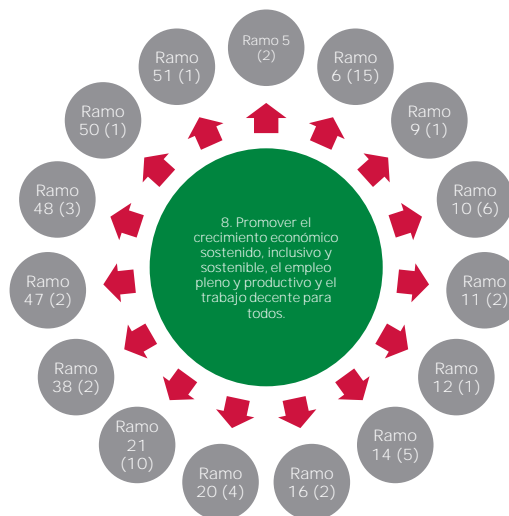 Ramo 5
(2)
Ramo
6 (15)
Ramo
9 (1)
Ramo
10 (6)
Ramo
11 (2)
Ramo
12 (1)
Ramo
14 (5)
Ramo
16 (2)
Ramo
20 (4)
Ramo
21
(10)
Ramo
38 (2)
Ramo
47 (2)
Ramo
48 (3)
Ramo
50 (1)
Ramo
51 (1)
8. Promover el
crecimiento económico
sostenido, inclusivo y
sostenible, el empleo
pleno y productivo y el
trabajo decente para
todos.